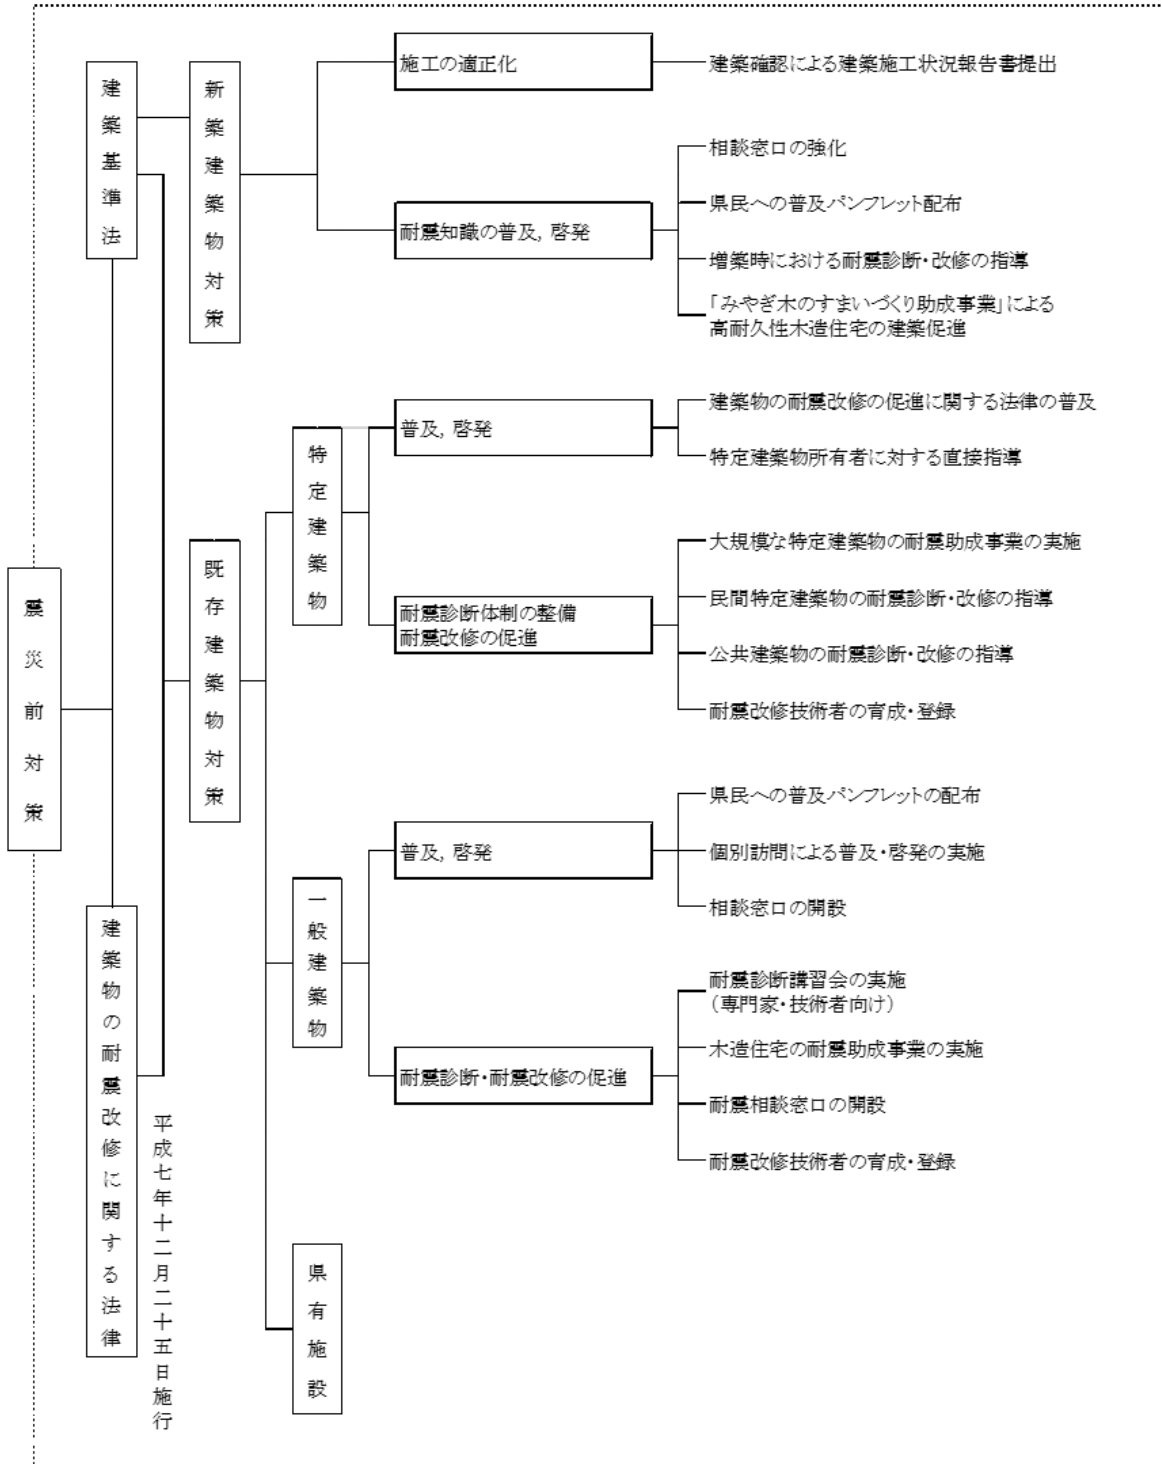 震災前対策
建築基準法
建築物の耐震改修に関する法律
平成七年十二月二十五日施行
新築建築物対策
施工の適正化
建築確認による建築施工状況報告書提出
耐震知識の普及，啓発
相談窓口の強化
県民への普及パンフレット配布
増築時における耐震診断・改修の指導
「みやぎ木のすまいづくり助成事業」による
高耐久性木造住宅の建築促進
既存建築物対策
特定建築物
普及，啓発
建築物の耐震改修の促進に関する法律の普及
特定建築物所有者に対する直接指導
耐震診断体制の整備
耐震改修の促進
大規模な特定建築物の耐震助成事業の実施
民間特定建築物の耐震診断・改修の指導
公共建築物の耐震診断・改修の指導
耐震改修技術者の育成・登録
一般建築物
普及，啓発
県民への普及パンフレットの配布
個別訪問による普及・啓発の実施
相談窓口の開設
耐震診断・耐震改修の促進
耐震診断講習会の実施
（専門家・技術者向け）
木造住宅の耐震助成事業の実施
耐震相談窓口の開設
耐震改修技術者の育成・登録
県有施設